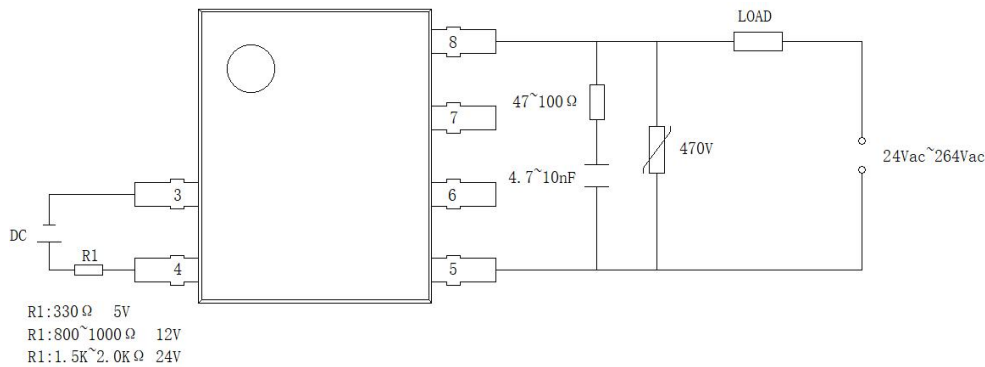 LOAD
8
47~100Ω
7
470V
24Vac~264Vac
4.7~10nF
3
6
DC
R1
4
5
R1:330Ω 5V
R1:800~1000Ω 12V
R1:1.5K~2.0KΩ 24V